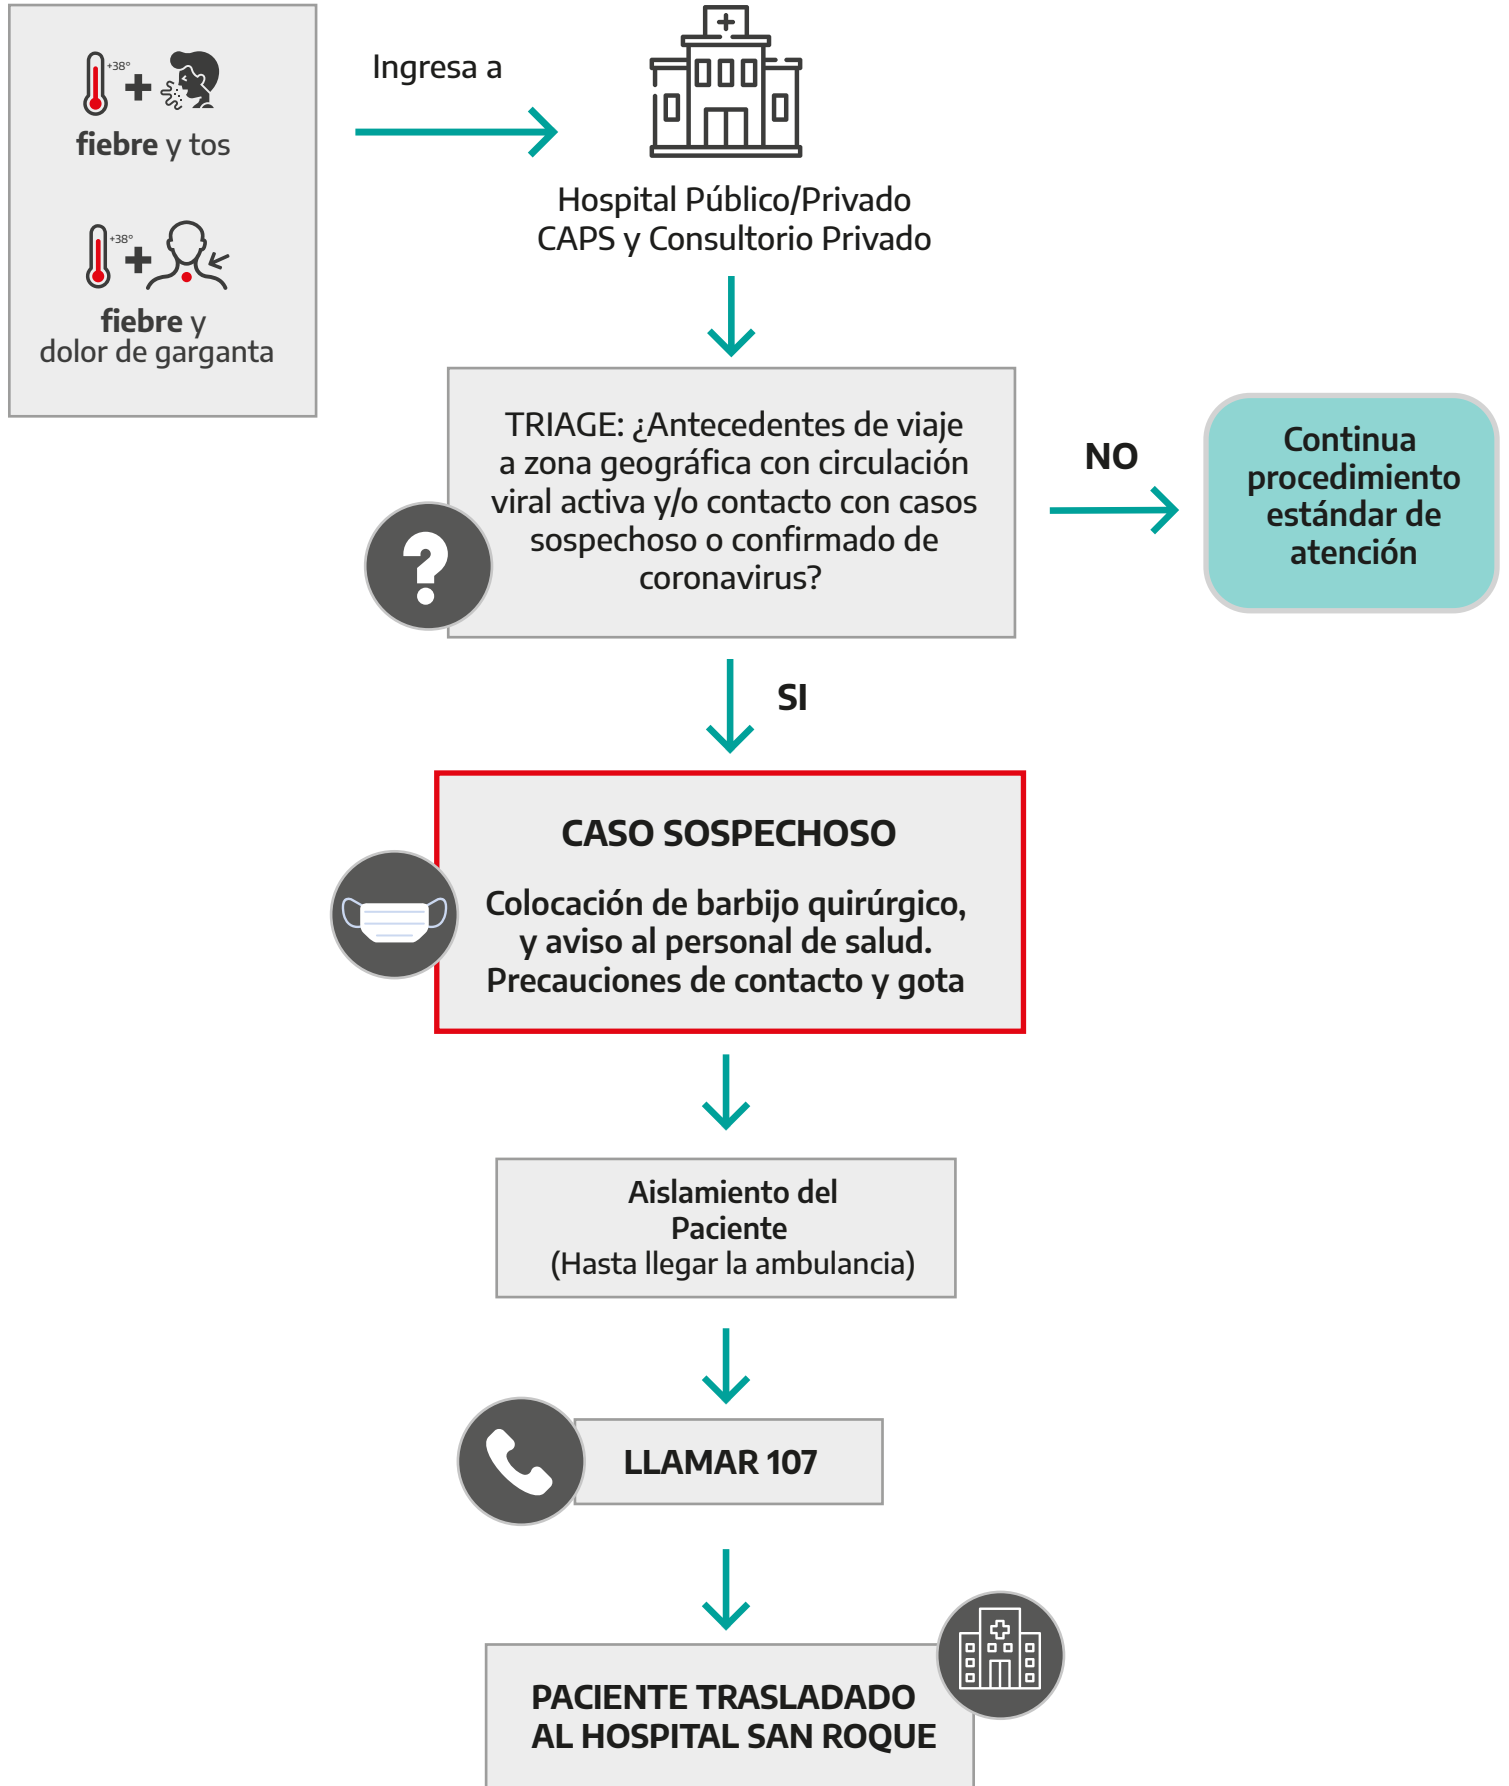 +38°
fiebre y tos
+38°
fiebre y
dolor de garganta
Ingresa a
Hospital Público/Privado
CAPS y Consultorio Privado
TRIAGE: ¿Antecedentes de viaje
a zona geográfica con circulación
viral activa y/o contacto con casos
sospechoso o confirmado de
coronavirus?
NO
Continua
procedimiento
estándar de
atención
SI
CASO SOSPECHOSO
Colocación de barbijo quirúrgico,
y aviso al personal de salud.
Precauciones de contacto y gota
Aislamiento del
Paciente
(Hasta llegar la ambulancia)
LLAMAR 107
PACIENTE TRASLADADO
AL HOSPITAL SAN ROQUE